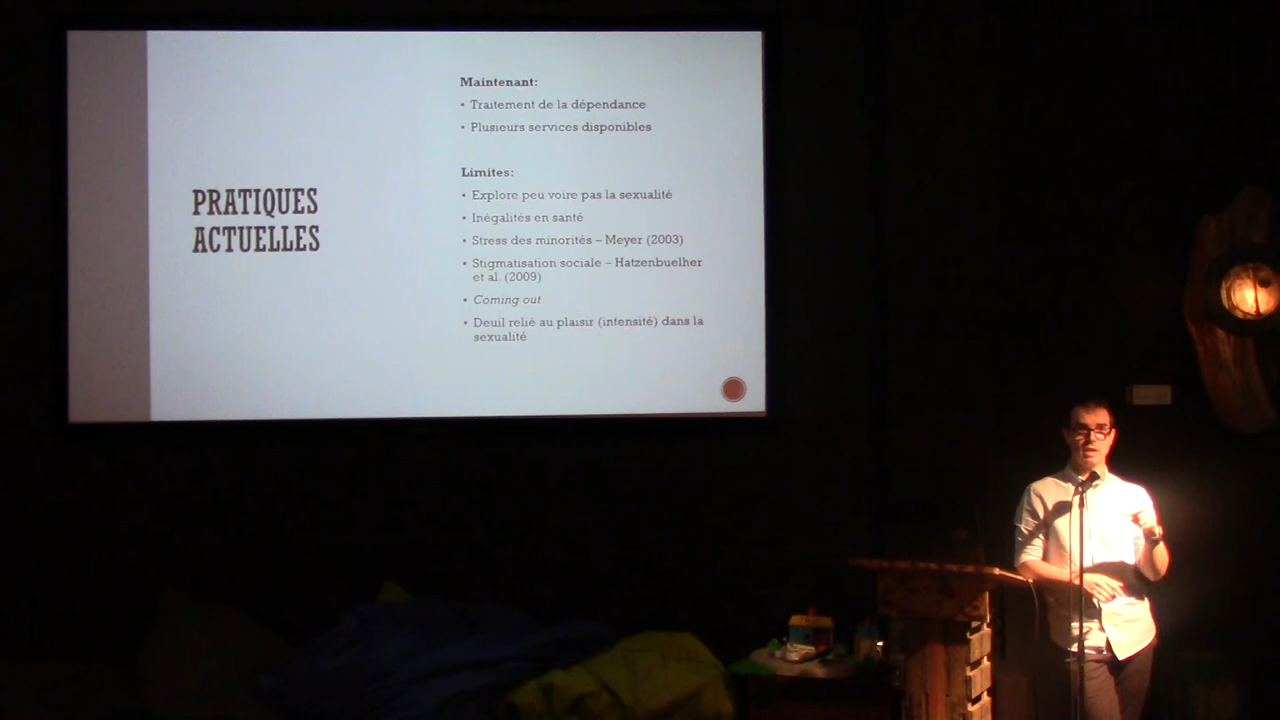 PRATIQUES
ACTUELLES
Maintenant:
• Traitement de la dépendance
• Plusieurs services disponibles
Limites:
• Explore peu voire pas la sexualité
• Inégalités en santé
• Stress des minorités – Meyer (2003)
• Stigmatisation sociale – Hatzenbuelher
et al. (2009)
• Coming out
• Deuil relié au plaisir (intensité) dans la
sexualité